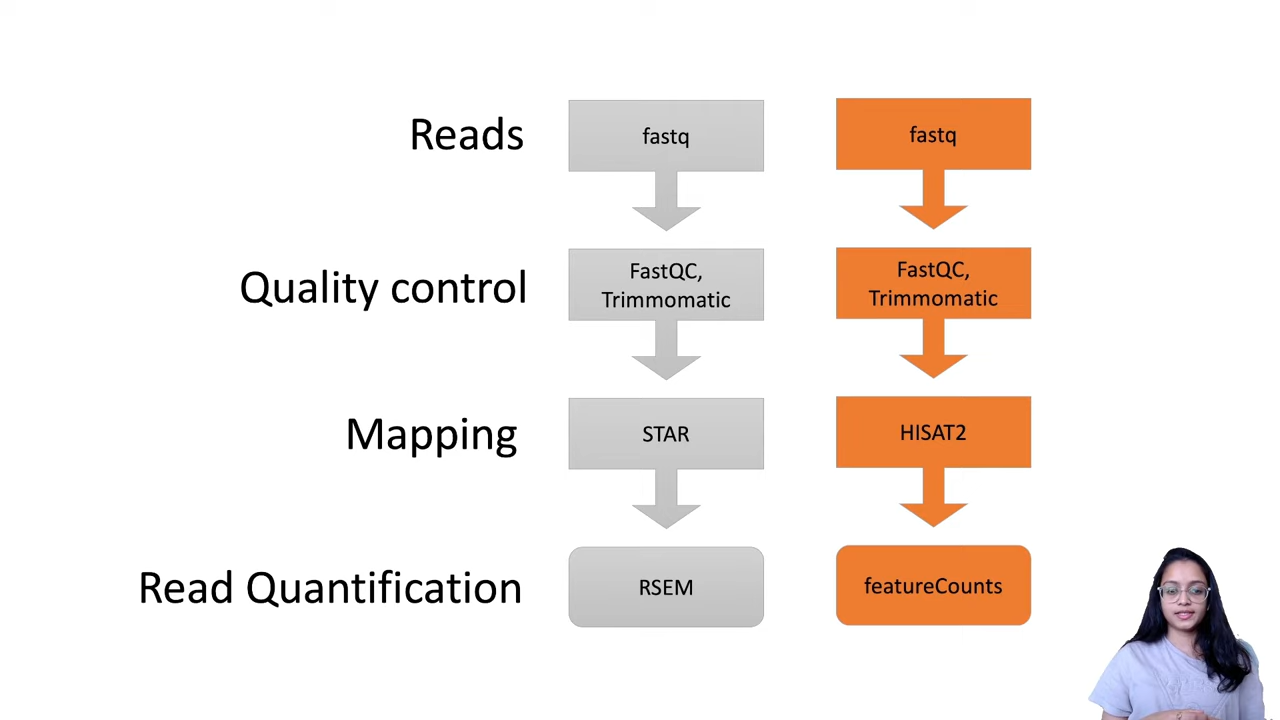 Reads
fastq
fastq
Quality control
FastQC,
Trimmomatic
FastQC,
Trimmomatic
Mapping
STAR
HISAT2
Read Quantification
RSEM
featureCounts